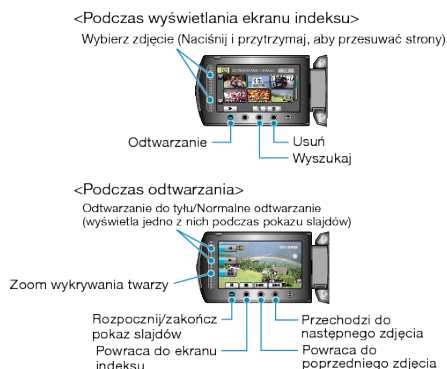 <Podczas wyświetlania ekranu indeksu>
Wybierz zdjęcie (Naciśnij i przytrzymaj, aby przesuwać strony)
Odtwarzanie
Usuń
Wyszukaj
<Podczas odtwarzania>
Odtwarzanie do tyłu/Normalne odtwarzanie
(wyświetla jedno z nich podczas pokazu slajdów)
Zoom wykrywania twarzy
Rozpocznij/zakończ
pokaz slajdów
Powraca do ekranu
indeksu
Przechodzi do
następnego zdjęcia
Powraca do
poprzedniego zdjęcia